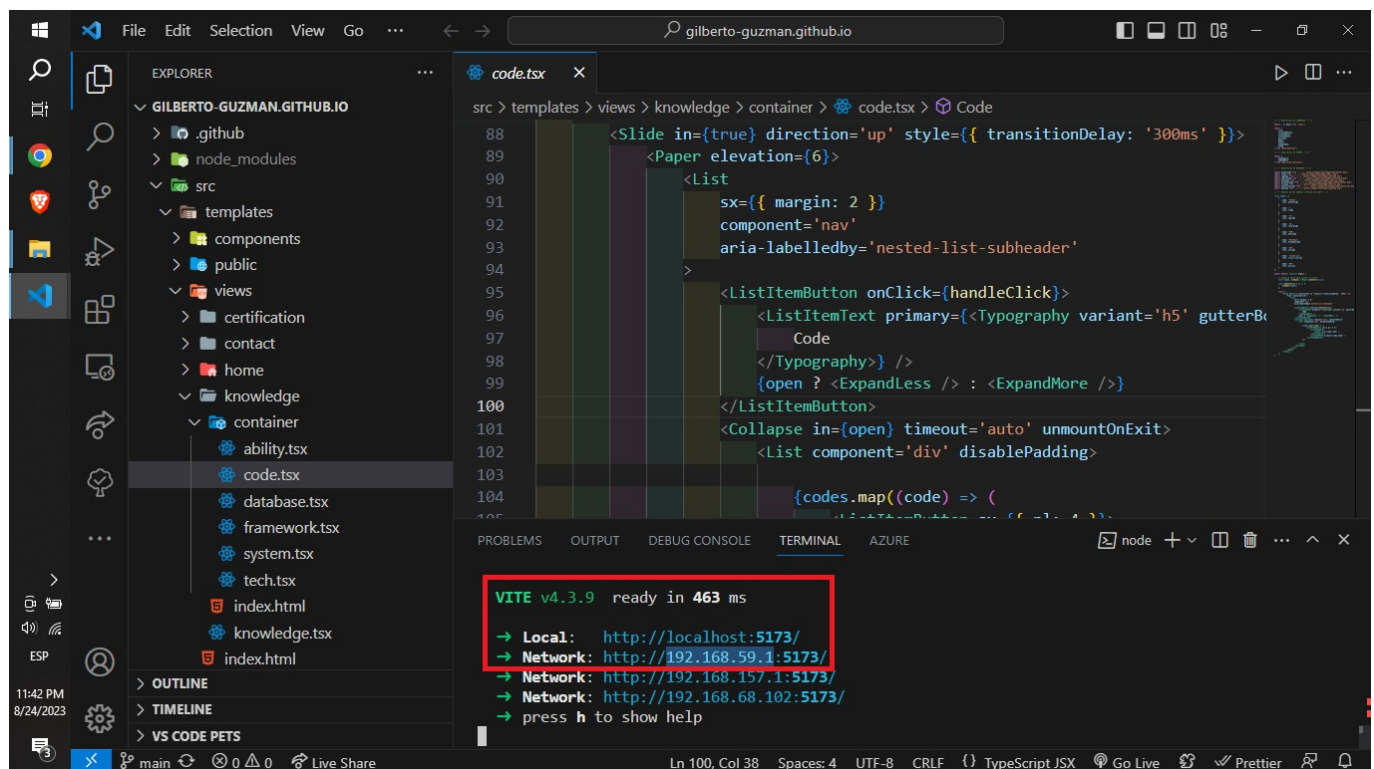 File Edit Selection View Go ··· gilberto-guzman.github.io
EXPLORER ···
GILBERTO-GUZMAN.GITHUB.IO
.github
node_modules
src
templates
components
public
views
certification
contact
home
knowledge
container
ability.tsx
code.tsx
database.tsx
framework.tsx
system.tsx
tech.tsx
index.html
knowledge.tsx
index.html
OUTLINE
TIMELINE
VS CODE PETS
code.tsx
src > templates > views > knowledge > container > code.tsx > Code
88 <Slide in={true} direction='up' style={{ transitionDelay: '300ms' }}>
89 <Paper elevation={6}>
90 <List
91 sx={{ margin: 2 }}
92 component='nav'
93 aria-labelledby='nested-list-subheader'
94 >
95 <ListItemButton onClick={handleClick}>
96 <ListItemText primary={<Typography variant='h5' gutterBo
97 Code
98 </Typography>} />
99 {open ? <ExpandLess /> : <ExpandMore />}
100 </ListItemButton>
101 <Collapse in={open} timeout='auto' unmountOnExit>
102 <List component='div' disablePadding>
103
104 {codes.map((code) => (
PROBLEMS OUTPUT DEBUG CONSOLE TERMINAL AZURE node
VITE v4.3.9 ready in 463 ms
➜ Local: http://localhost:5173/
➜ Network: http://192.168.59.1:5173/
➜ Network: http://192.168.157.1:5173/
➜ Network: http://192.168.68.102:5173/
➜ press h to show help
ESP
11:42 PM
8/24/2023
3
main 0 0 Live Share Ln 100, Col 38 Spaces: 4 UTF-8 CRLF {} TypeScript JSX Go Live Prettier